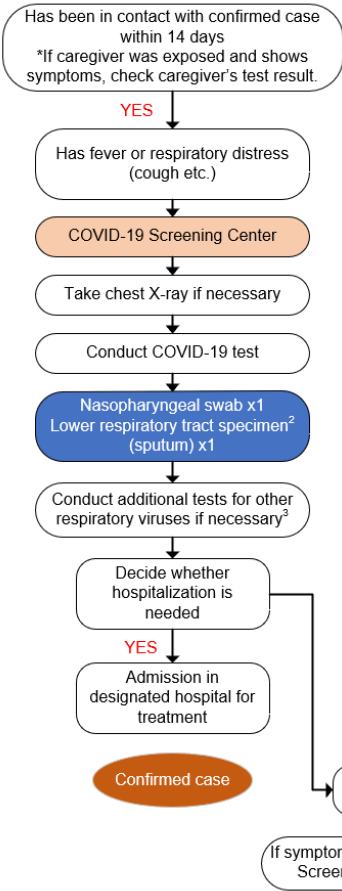 Has been in contact with confirmed case
within 14 days
*If caregiver was exposed and shows
symptoms, check caregiver's test result.
YES
Has fever or respiratory distress
(cough etc.)
COVID-19 Screening Center
Take chest X-ray if necessary
Conduct COVID-19 test
Nasopharyngeal swab x1
Lower respiratory tract specimen²
(sputum) x1
Conduct additional tests for other
respiratory viruses if necessary³
Decide whether
hospitalization is
needed
YES
Admission in
designated hospital for
treatment
Confirmed case
If